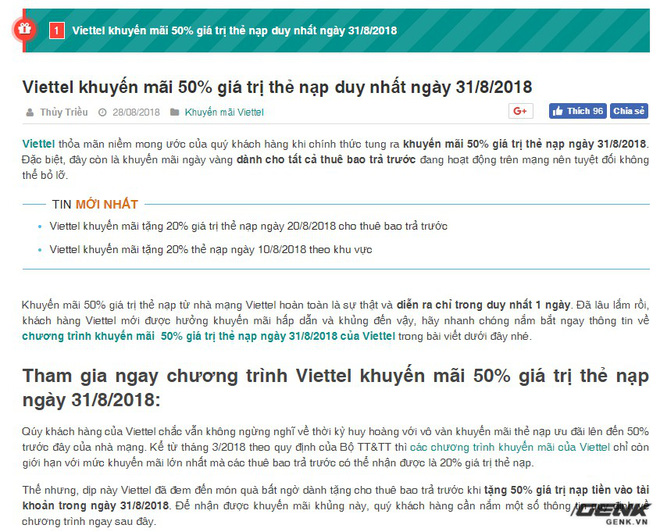 1 Viettel khuyến mãi 50% giá trị thẻ nạp duy nhất ngày 31/8/2018
Viettel khuyến mãi 50% giá trị thẻ nạp duy nhất ngày 31/8/2018
Thủy Triều 28/08/2018 Khuyến mãi Viettel G+ Thích 96 Chia sẻ
Viettel thỏa mãn niềm mong ước của quý khách hàng khi chính thức tung ra khuyến mãi 50% giá trị thẻ nạp ngày 31/8/2018.
Đặc biệt, đây còn là khuyến mãi ngày vàng dành cho tất cả thuê bao trả trước đang hoạt động trên mạng nên tuyệt đối không
thể bỏ lỡ.
TIN MỚI NHẤT
Viettel khuyến mãi tặng 20% giá trị thẻ nạp ngày 20/8/2018 cho thuê bao trả trước
Viettel khuyến mãi tặng 20% thẻ nạp ngày 10/8/2018 theo khu vực
Khuyến mãi 50% giá trị thẻ nạp từ nhà mạng Viettel hoàn toàn là sự thật và diễn ra chỉ trong duy nhất 1 ngày. Đã lâu lắm rồi,
khách hàng Viettel mới được hưởng khuyến mãi hấp dẫn và khủng đến vậy, hãy nhanh chóng nắm bắt ngay thông tin về
chương trình khuyến mãi 50% giá trị thẻ nạp ngày 31/8/2018 của Viettel trong bài viết dưới đây nhé.
Tham gia ngay chương trình Viettel khuyến mãi 50% giá trị thẻ nạp
ngày 31/8/2018:
Qúy khách hàng của Viettel chắc vẫn không ngừng nghĩ về thời kỳ huy hoàng với vô vàn khuyến mãi thẻ nạp ưu đãi lên đến 50%
trước đây của nhà mạng. Kể từ tháng 3/2018 theo quy định của Bộ TT&TT thì các chương trình khuyến mãi của Viettel chỉ còn
giới hạn với mức khuyến mãi lớn nhất mà các thuê bao trả trước có thể nhận được là 20% giá trị thẻ nạp.
Thế nhưng, dịp này Viettel đã đem đến món quà bất ngờ dành tặng cho thuê bao trả trước khi tặng 50% giá trị nạp tiền vào tài
khoản trong ngày 31/8/2018. Để nhận được khuyến mãi khủng này, quý khách hàng cần nắm một số thông tin
chương trình ngay sau đây.
GENK
GENK.VN